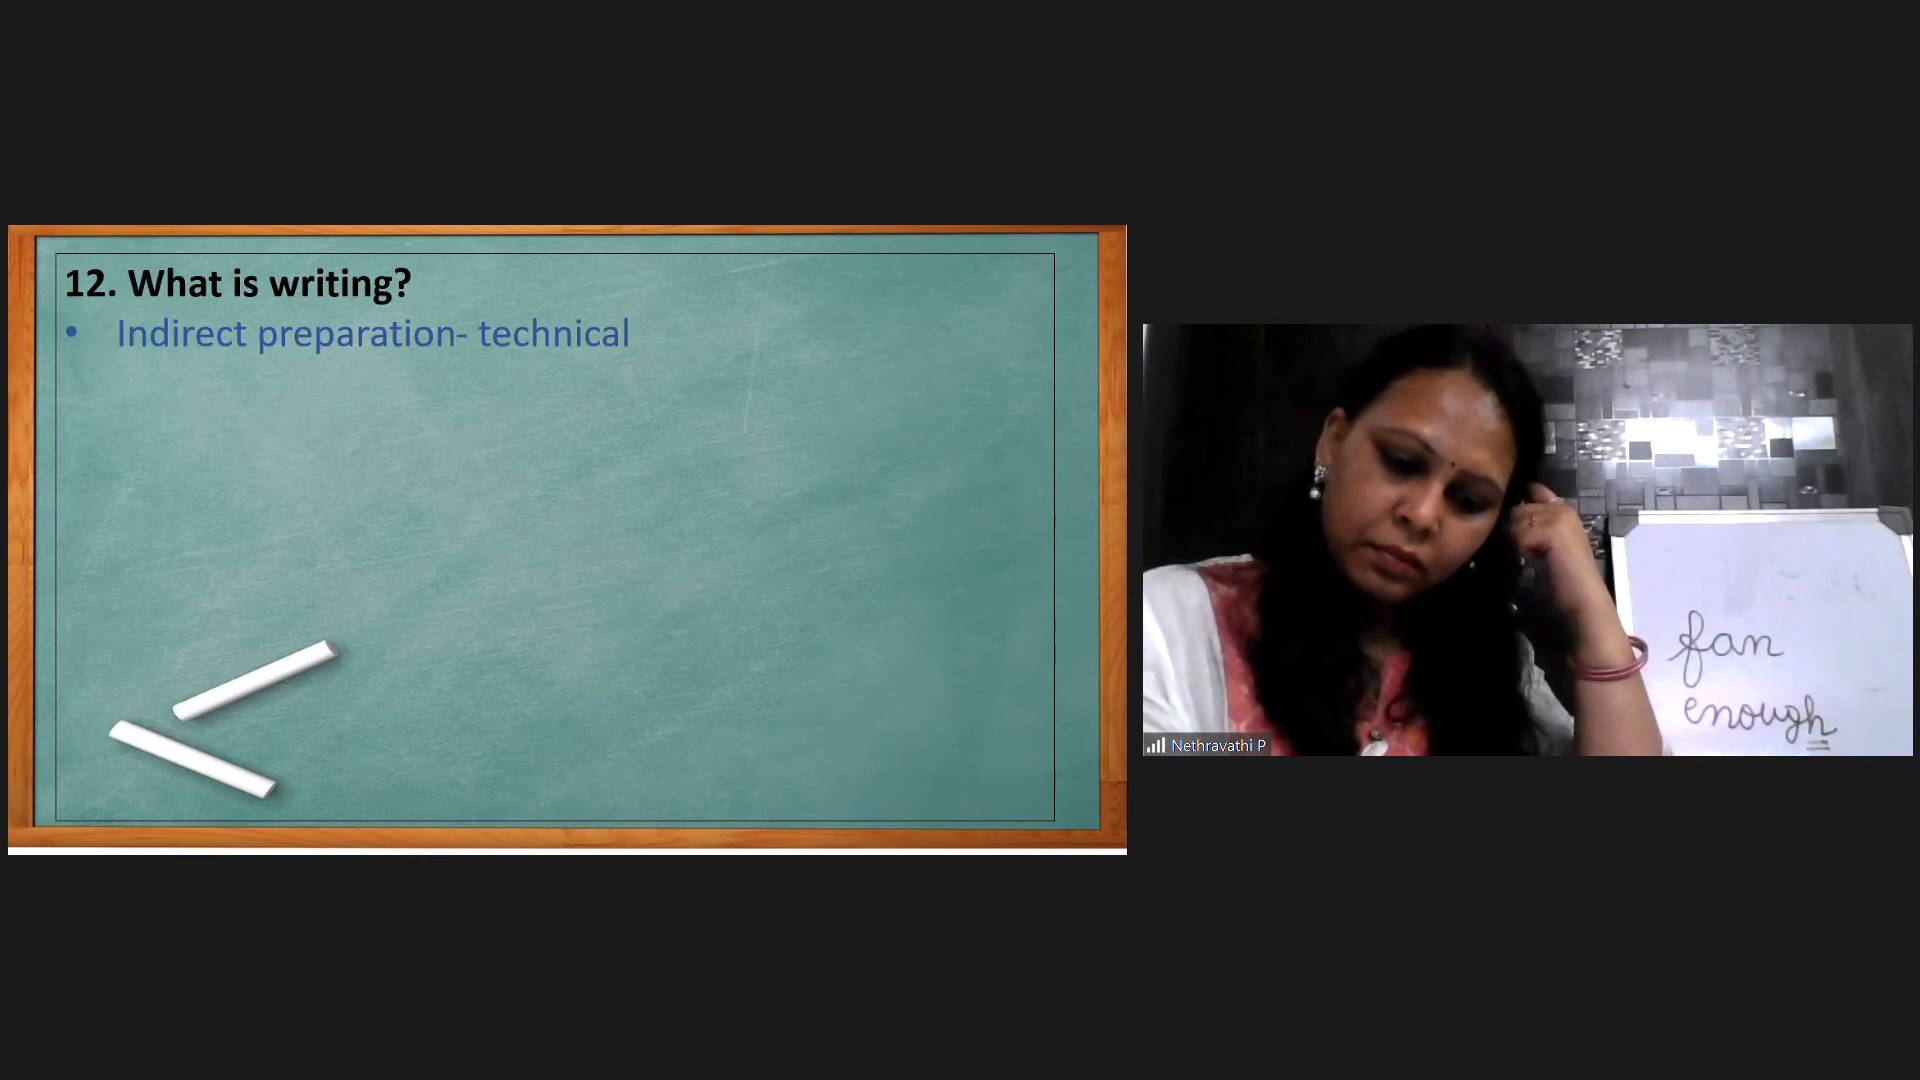 12. What is writing?
• Indirect preparation- technical
fan
enough
Nethravathi P